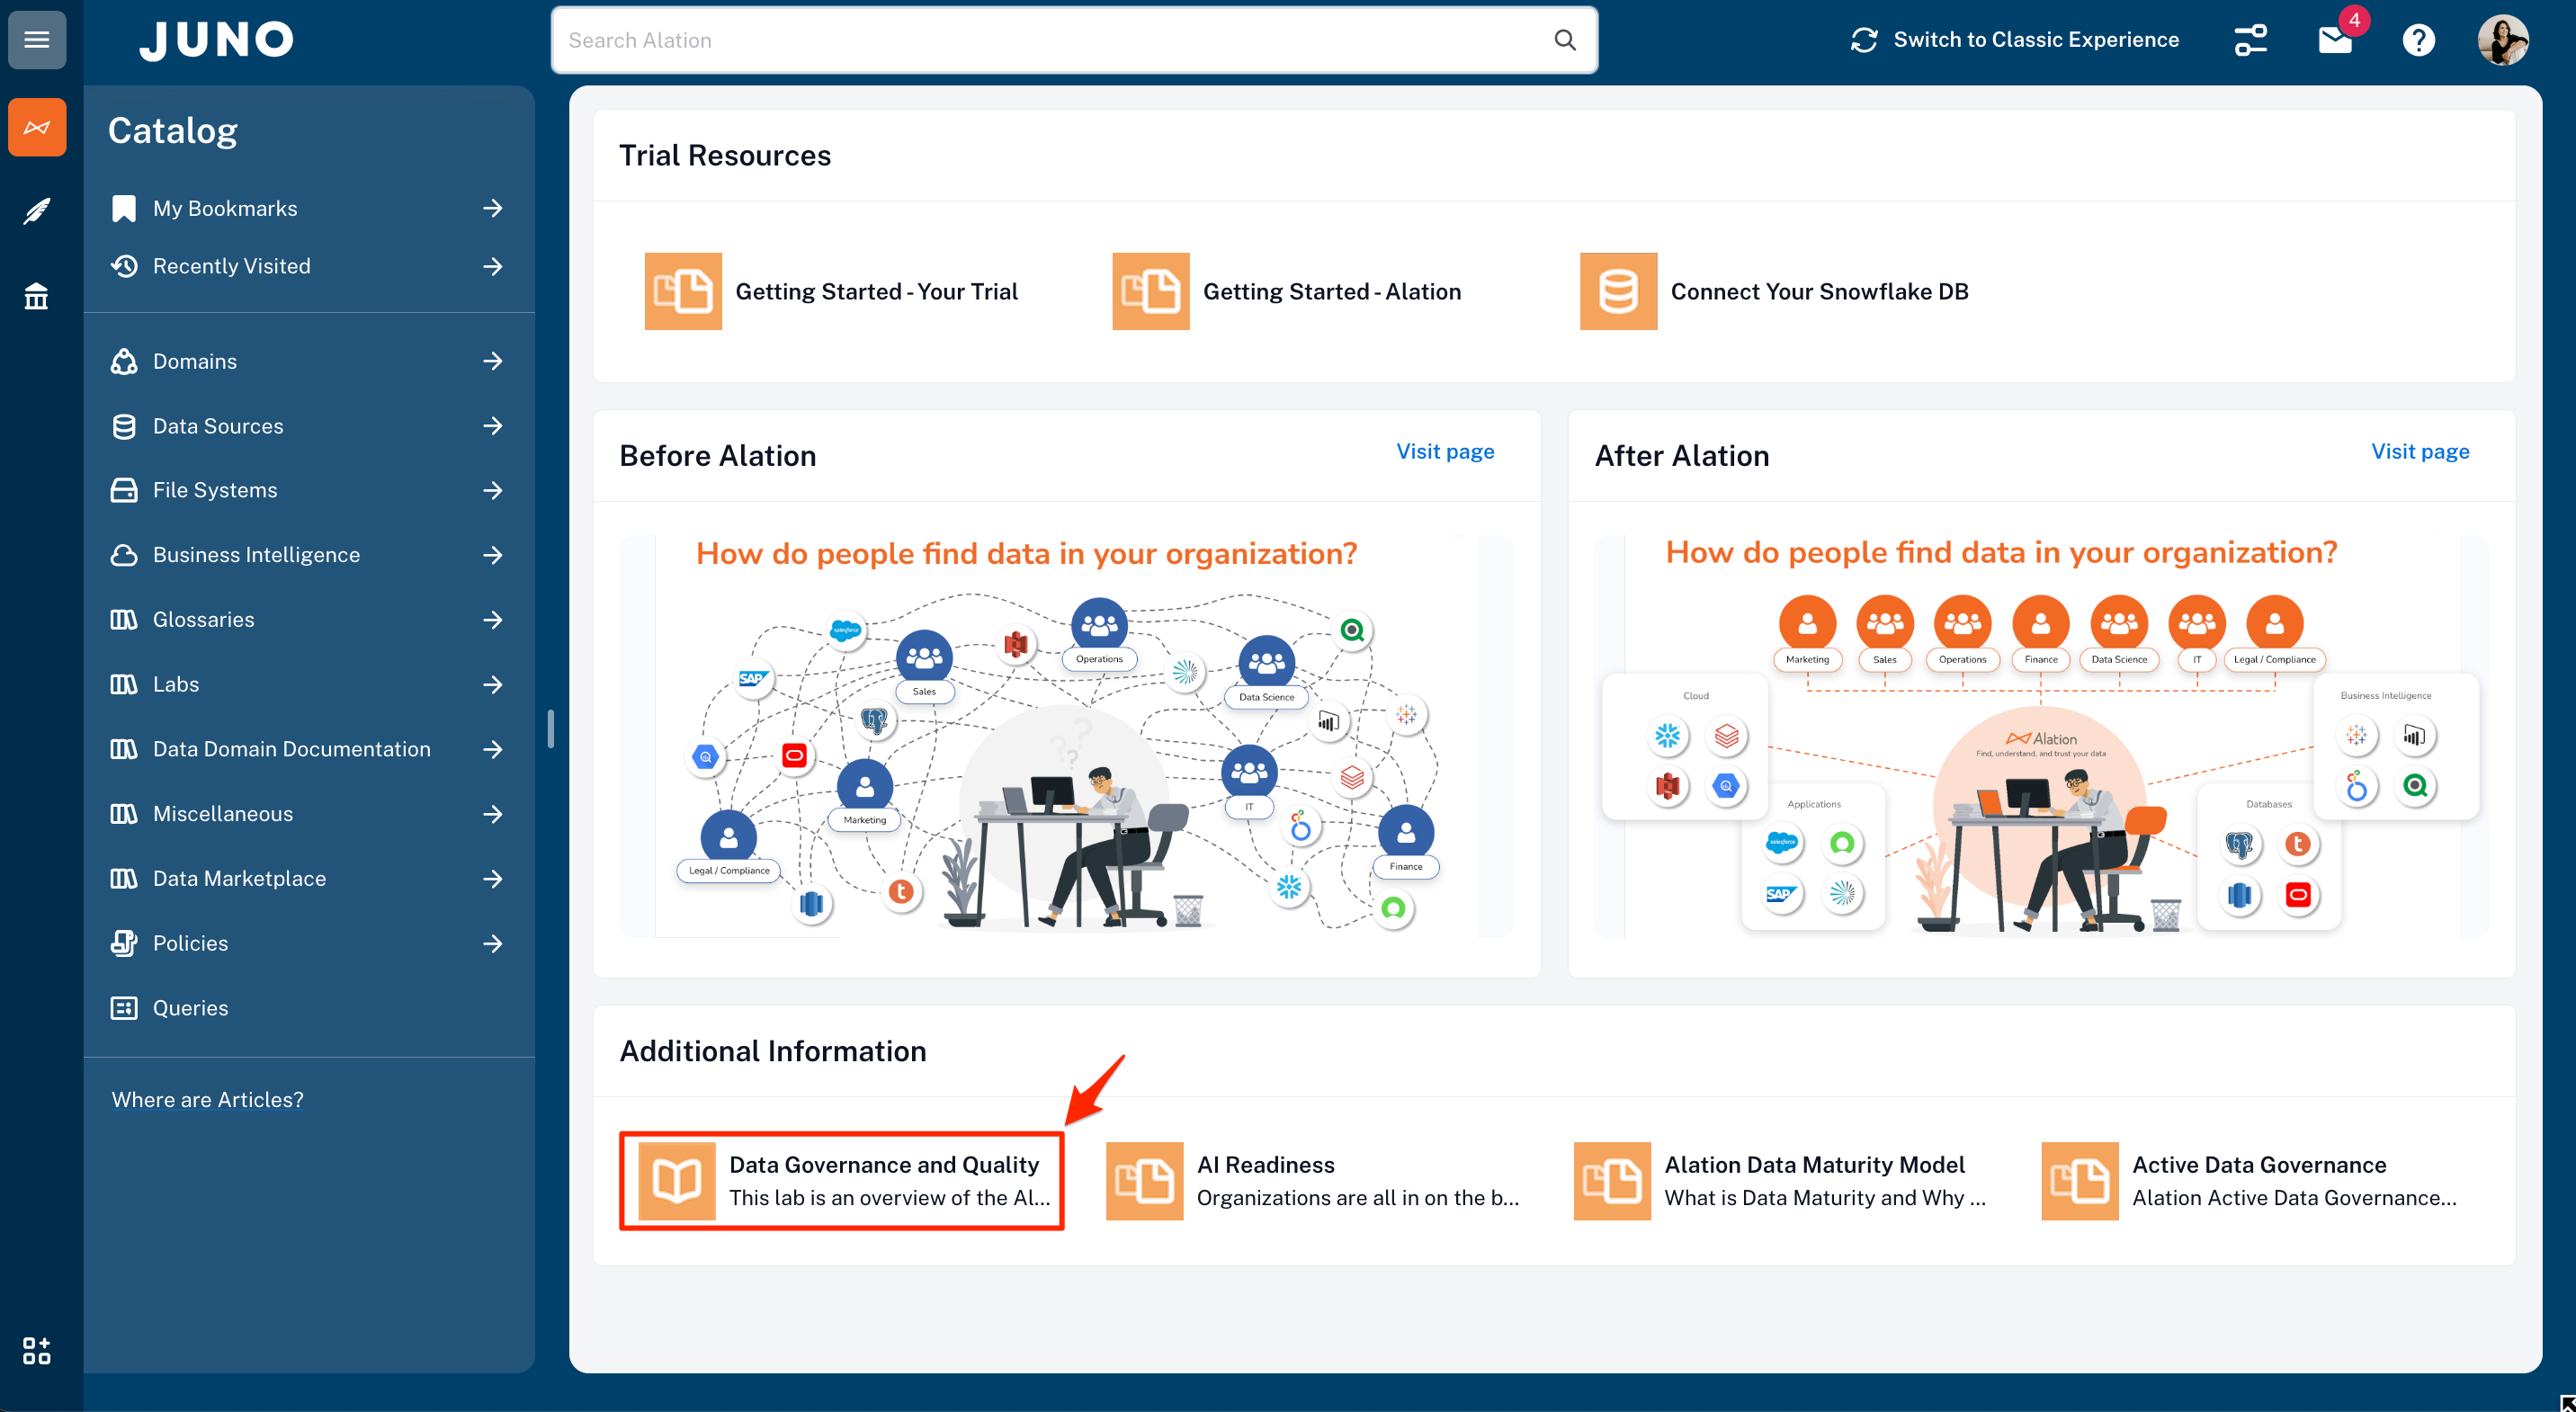 JUNO
Search Alation
Switch to Classic Experience
4
Catalog
My Bookmarks
Recently Visited
Domains
Data Sources
File Systems
Business Intelligence
Glossaries
Labs
Data Domain Documentation
Miscellaneous
Data Marketplace
Policies
Queries
Where are Articles?
Trial Resources
Getting Started - Your Trial
Getting Started - Alation
Connect Your Snowflake DB
Before Alation
Visit page
How do people find data in your organization?
salesforce
Operations
SAP
Sales
Data Science
???
Marketing
IT
Legal / Compliance
Finance
t
After Alation
Visit page
How do people find data in your organization?
Marketing
Sales
Operations
Finance
Data Science
IT
Legal / Compliance
Cloud
Business Intelligence
Alation
Find, understand, and trust your data
Applications
Databases
salesforce
t
SAP
Additional Information
Data Governance and Quality
This lab is an overview of the Al...
AI Readiness
Organizations are all in on the b...
Alation Data Maturity Model
What is Data Maturity and Why ...
Active Data Governance
Alation Active Data Governance...